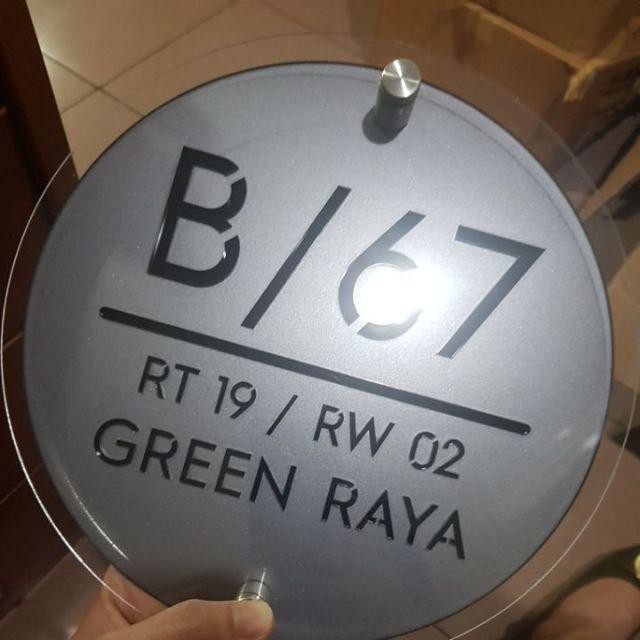 B/67
RT 19 / RW 02
GREEN RAYA